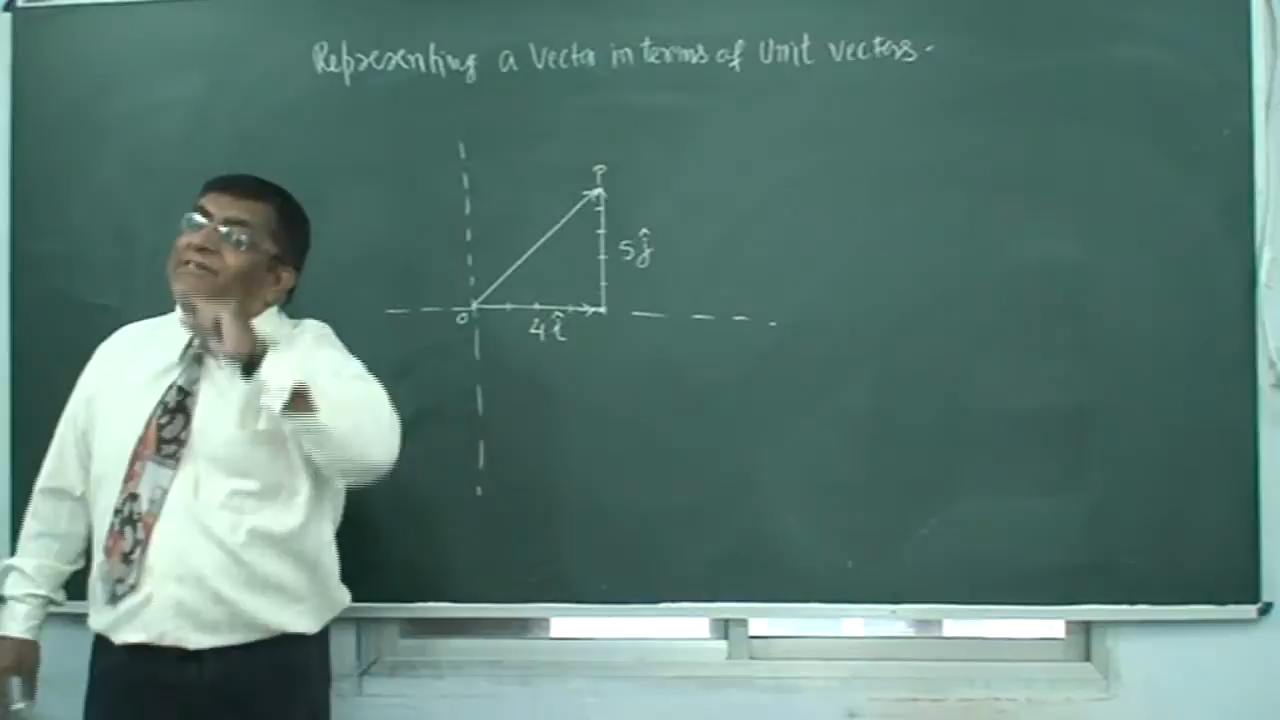 Representing a Vector in terms of Unit vectors.
P
5ĵ
O
4î